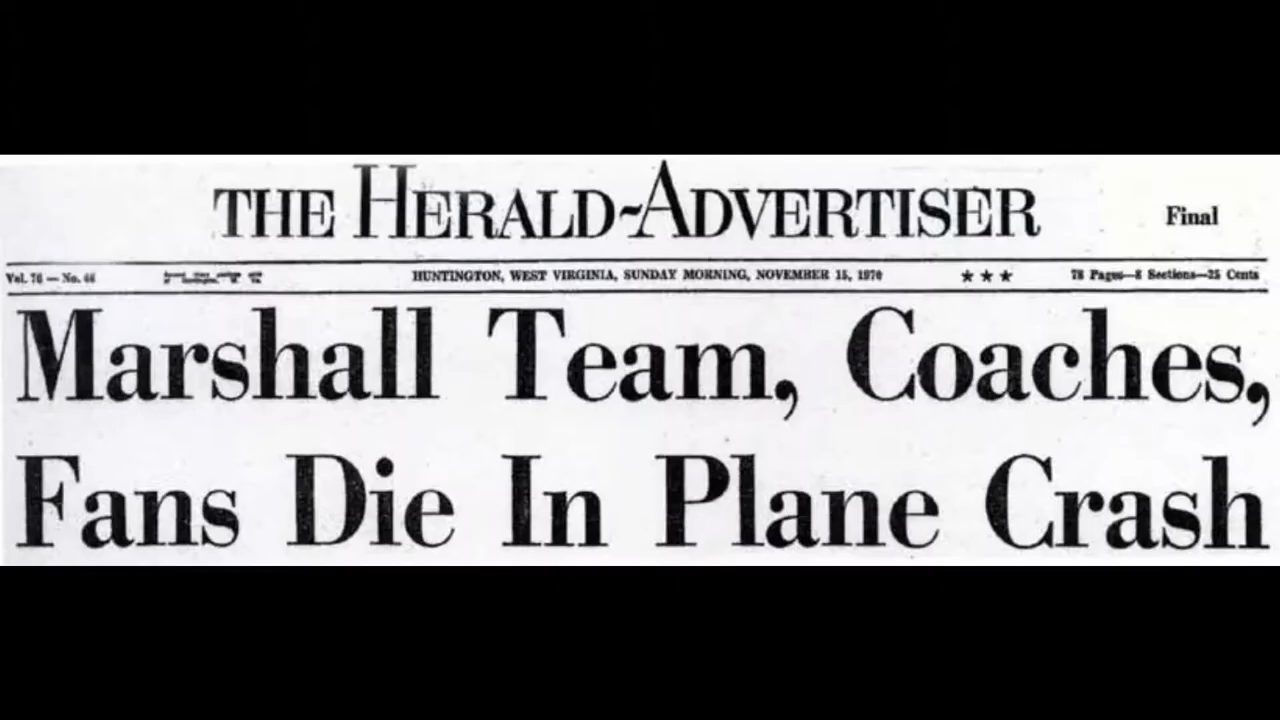 THE HERALD-ADVERTISER
Final
Vol. 70 — No. 46
HUNTINGTON, WEST VIRGINIA, SUNDAY MORNING, NOVEMBER 15, 1970
★ ★ ★
78 Pages—8 Sections—25 Cents
Marshall Team, Coaches,
Fans Die In Plane Crash